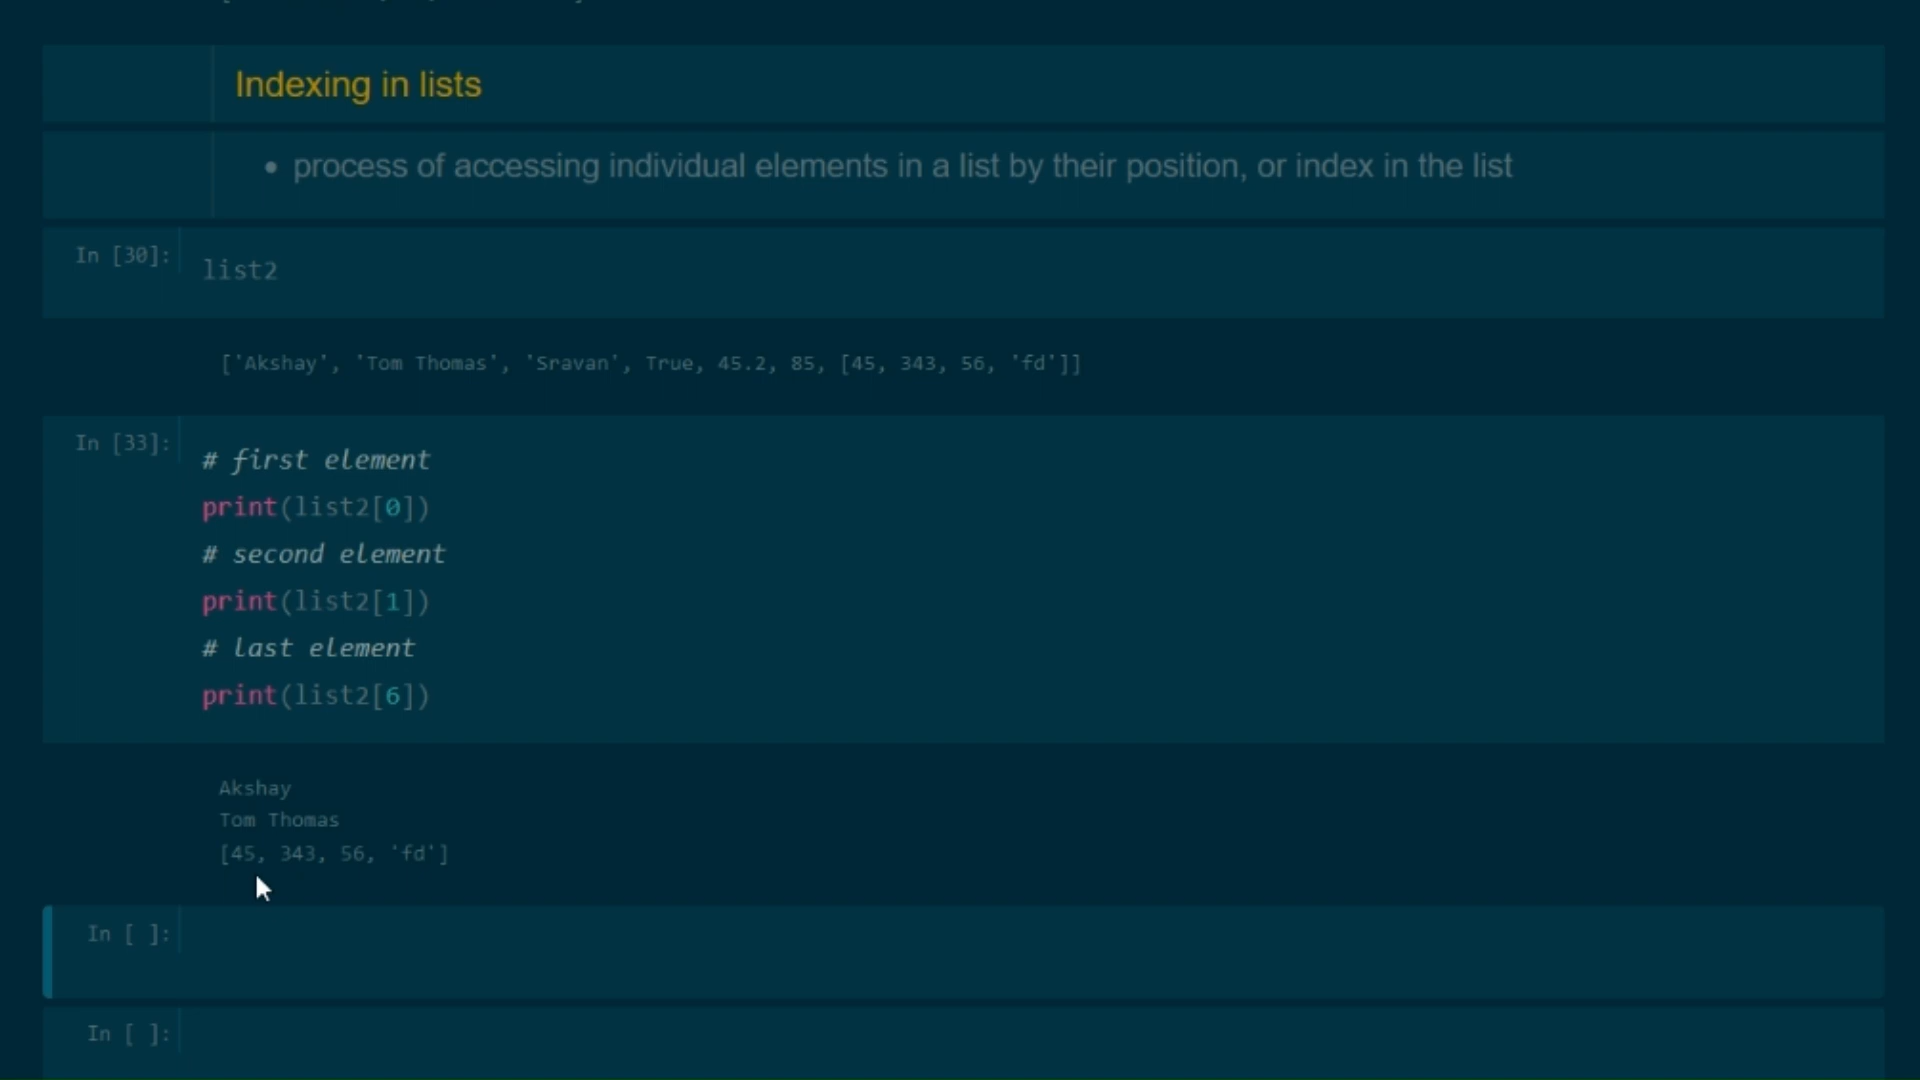 Indexing in lists
• process of accessing individual elements in a list by their position, or index in the list
In [30]:
list2
['Akshay', 'Tom Thomas', 'Sravan', True, 45.2, 85, [45, 343, 56, 'fd']]
In [33]:
# first element
print(list2[0])
# second element
print(list2[1])
# last element
print(list2[6])
Akshay
Tom Thomas
[45, 343, 56, 'fd']
In [ ]:
In [ ]: